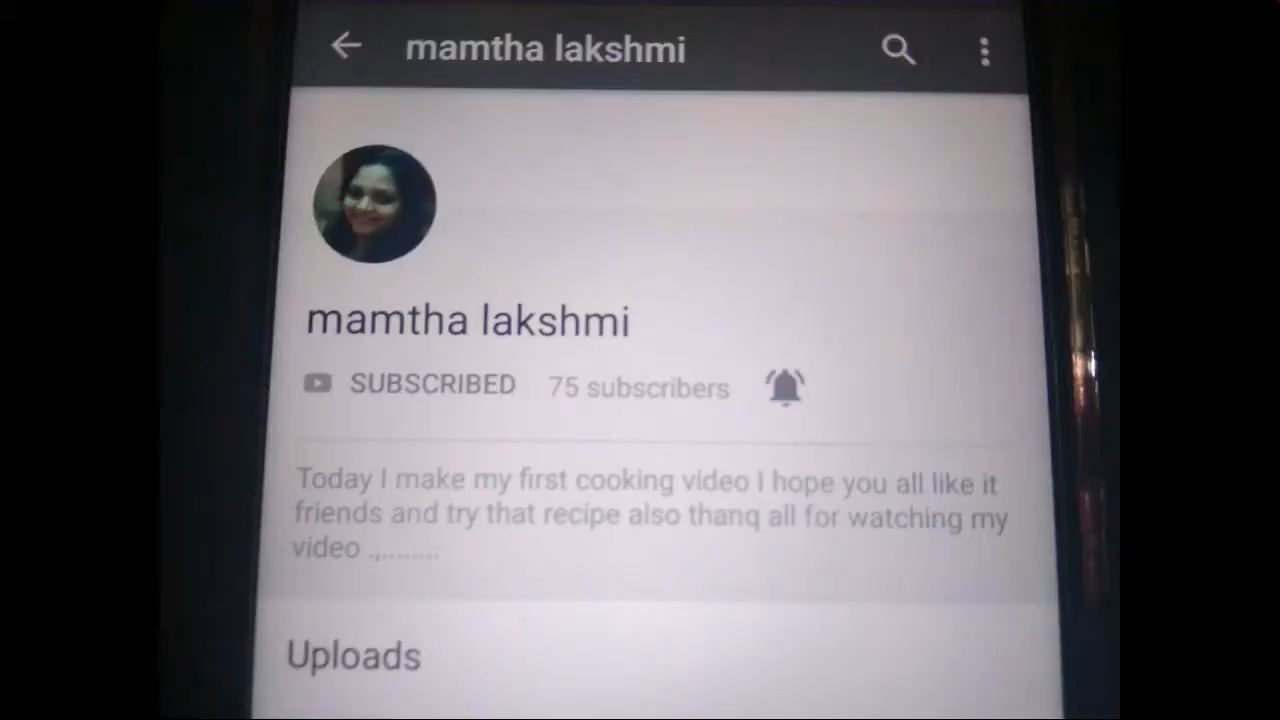 mamtha lakshmi
mamtha lakshmi
SUBSCRIBED 75 subscribers
Today I make my first cooking video I hope you all like it
friends and try that recipe also thanq all for watching my
video .,........
Uploads